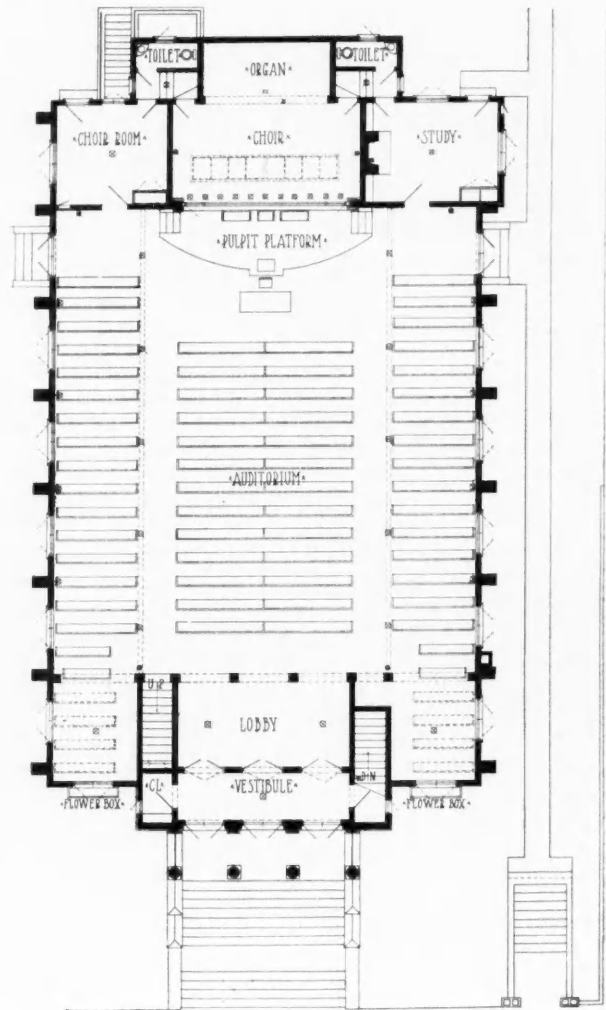 •TOILET•
•TOILET•
•ORGAN•
•CHOIR ROOM•
•CHOIR•
•STUDY•
•PULPIT PLATFORM•
•AUDITORIUM•
UP
LOBBY
DN
•CL•
•VESTIBULE•
•FLOWER BOX•
•FLOWER BOX•